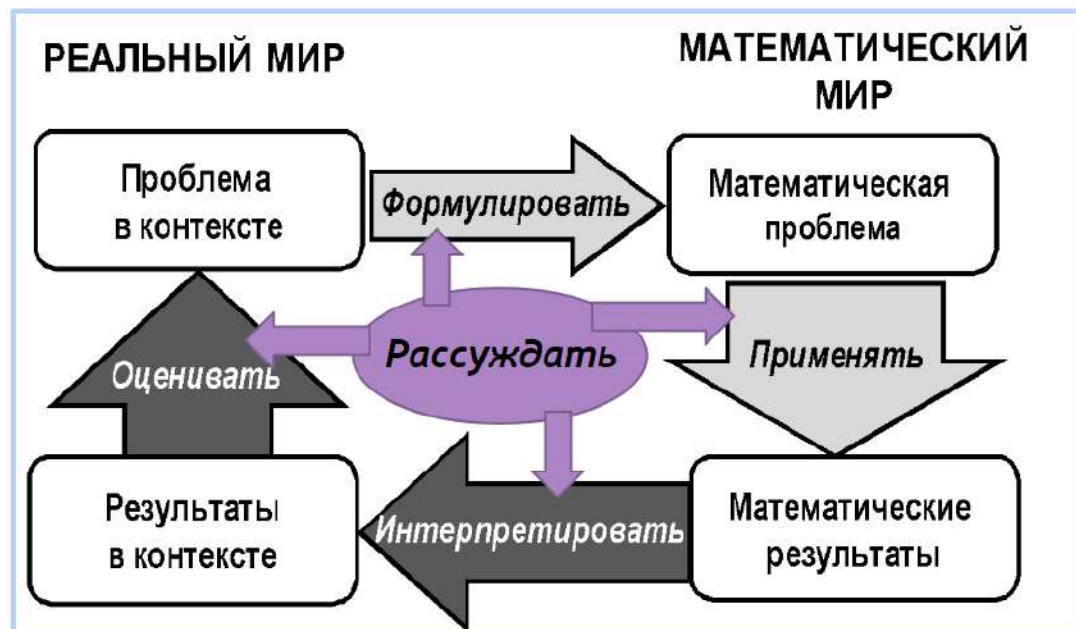 РЕАЛЬНЫЙ МИР
МАТЕМАТИЧЕСКИЙ
МИР
Проблема
в контексте
Формулировать
Математическая
проблема
Рассуждать
Оценивать
Применять
Результаты
в контексте
Интерпретировать
Математические
результаты